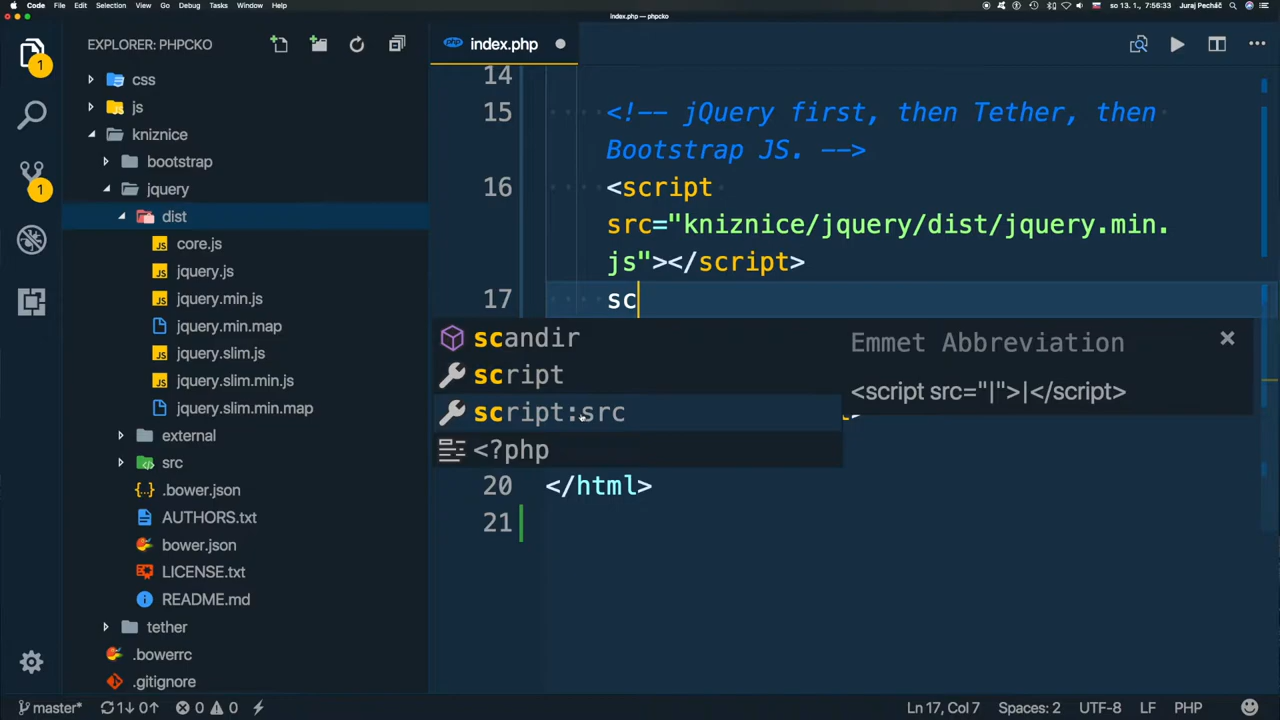 Code File Edit Selection View Go Debug Tasks Window Help
so 13. 1., 7:56:33 Juraj Pecháč
index.php — phpcko
EXPLORER: PHPCKO
index.php
1
1
css
js
kniznice
bootstrap
jquery
dist
core.js
jquery.js
jquery.min.js
jquery.min.map
jquery.slim.js
jquery.slim.min.js
jquery.slim.min.map
external
src
.bower.json
AUTHORS.txt
bower.json
LICENSE.txt
README.md
tether
.bowerrc
.gitignore
14
15 <!-- jQuery first, then Tether, then
Bootstrap JS. -->
16 <script
src="kniznice/jquery/dist/jquery.min.
js"></script>
17 sc
scandir
script
script:src
<?php
Emmet Abbreviation
<script src="|">|</script>
20 </html>
21
master* 1↓ 0↑ 0 0
Ln 17, Col 7 Spaces: 2 UTF-8 LF PHP